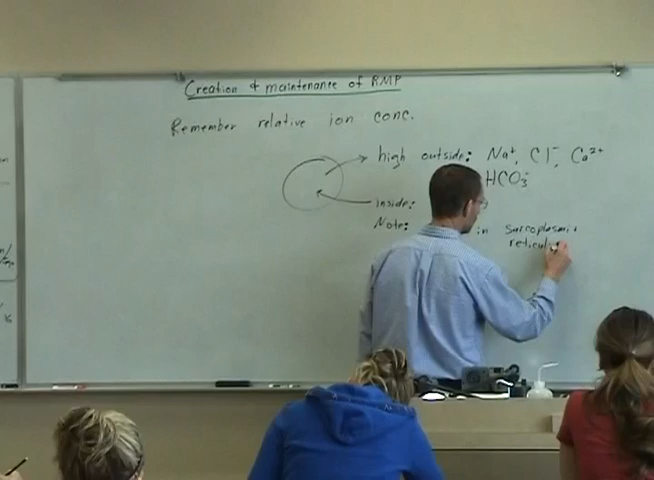 Creation & maintenance of RMP
Remember relative ion conc.
high outside: Na⁺, Cl⁻, Ca²⁺
HCO₃⁻
inside:
Note: in sarcoplasmic
reticul